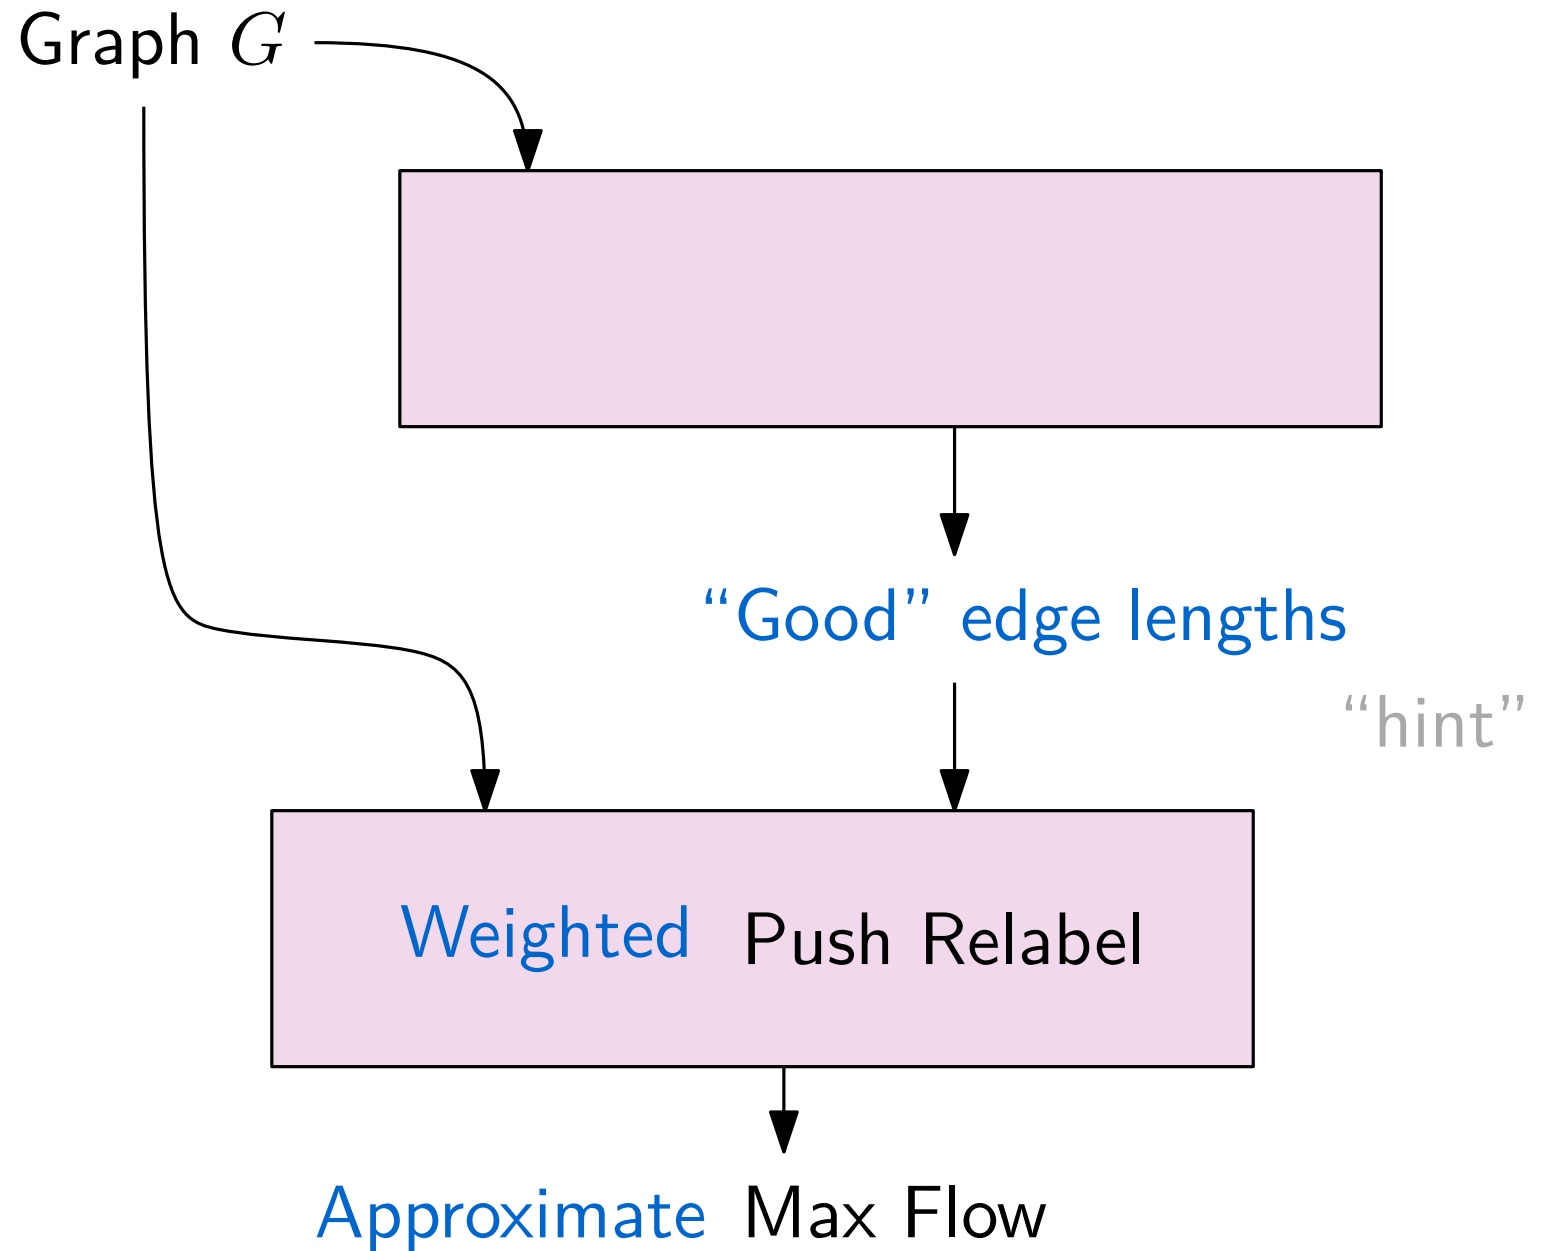 Graph G
“Good” edge lengths
“hint”
Weighted Push Relabel
Approximate Max Flow